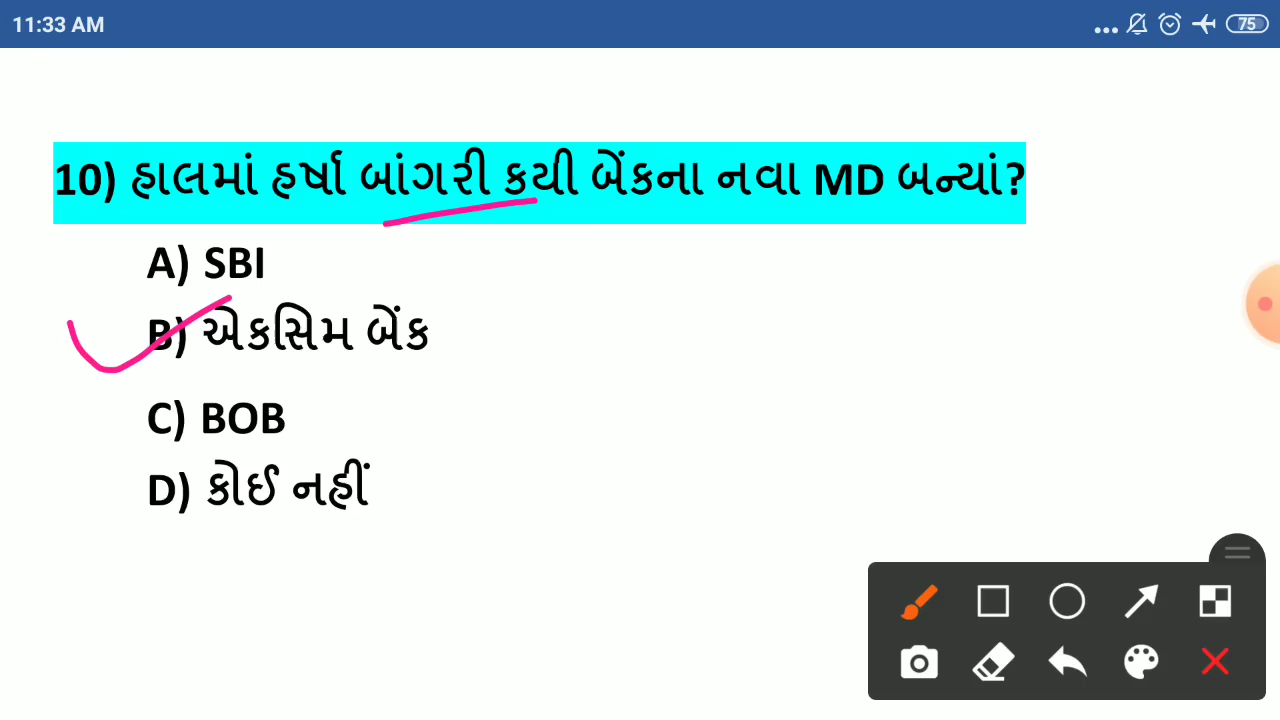 11:33 AM
75
10) હાલમાં હર્ષા બાંગરી કયી બેંકના નવા MD બન્યાં?
A) SBI
B) એકસિમ બેંક
C) BOB
D) કોઈ નહીં